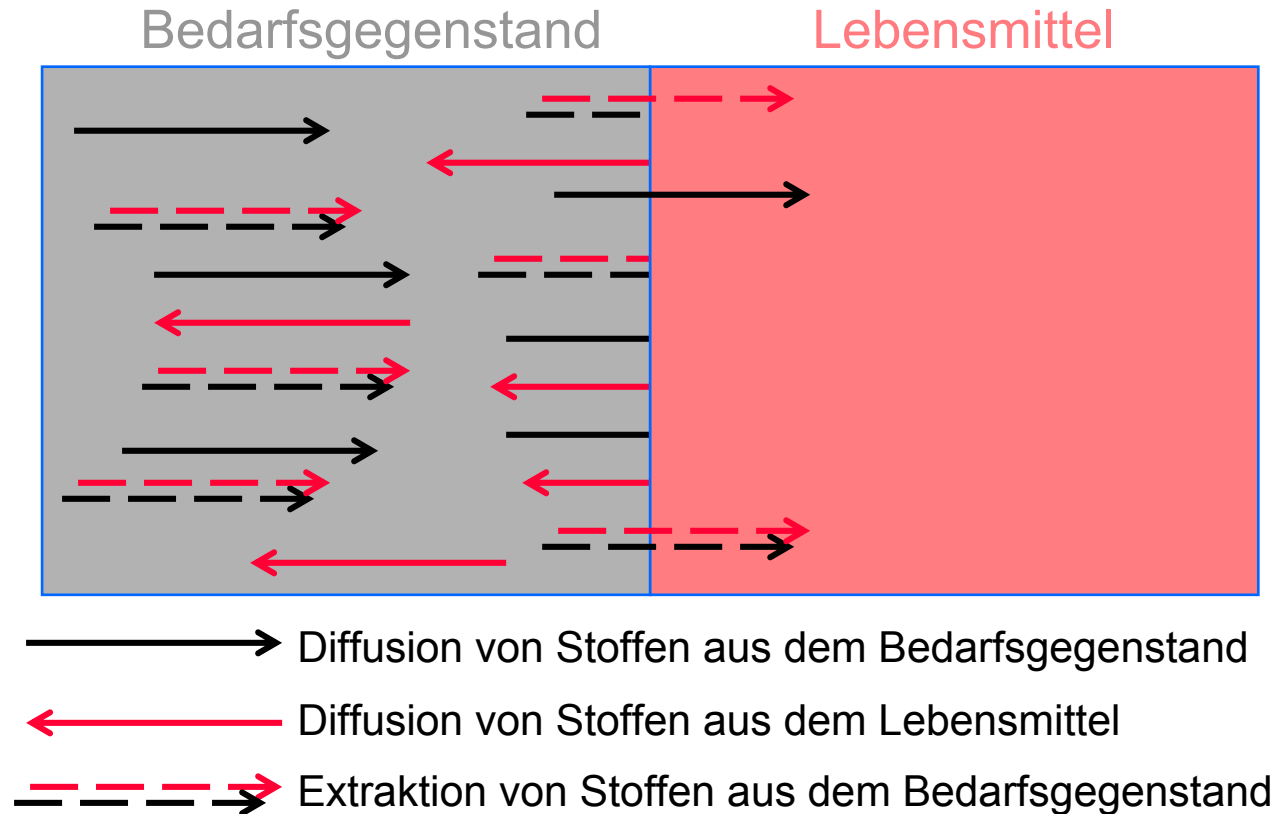 Bedarfsgegenstand Lebensmittel
Diffusion von Stoffen aus dem Bedarfsgegenstand
Diffusion von Stoffen aus dem Lebensmittel
Extraktion von Stoffen aus dem Bedarfsgegenstand